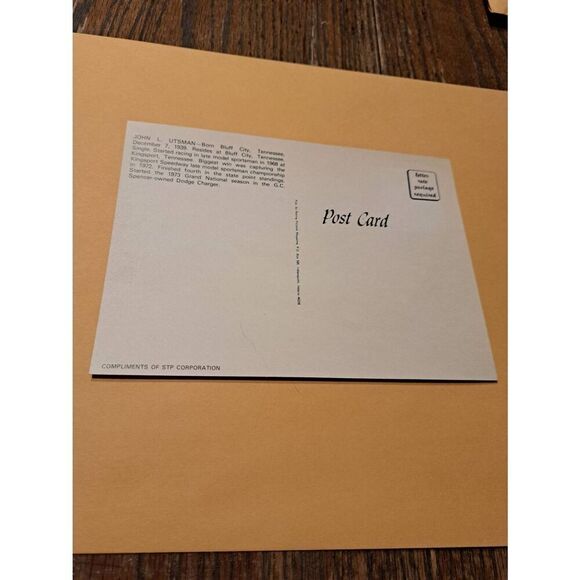 JOHN L. UTSMAN—Born Bluff City, Tennessee,
December 7, 1939. Resides at Bluff City, Tennessee.
Single. Started racing in late model sportsman in 1968 at
Kingsport, Tennessee. Biggest win was winning the
Kingsport Speedway late model sportsman championship
in 1972. Finished fourth in the state point standings.
Started the 1973 Grand National season in the G.C.
Spencer-owned Dodge Charger.
letter
rate
postage
required
Post Card
COMPLIMENTS OF STP CORPORATION